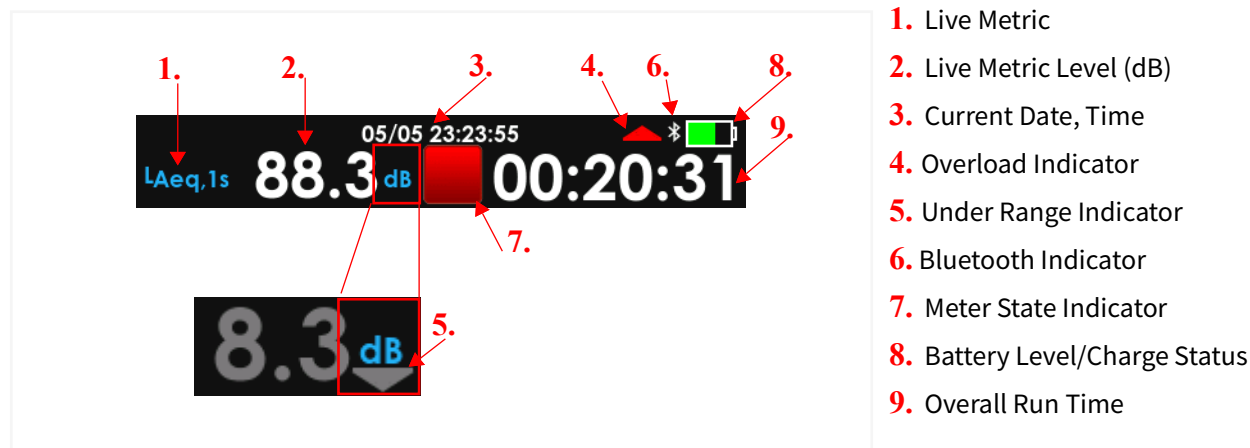 1. 2. 3. 4. 6. 8.
05/05 23:23:55
9.
LAeq,1s 88.3 dB 00:20:31
7.
8.3 dB
5.
1. Live Metric
2. Live Metric Level (dB)
3. Current Date, Time
4. Overload Indicator
5. Under Range Indicator
6. Bluetooth Indicator
7. Meter State Indicator
8. Battery Level/Charge Status
9. Overall Run Time